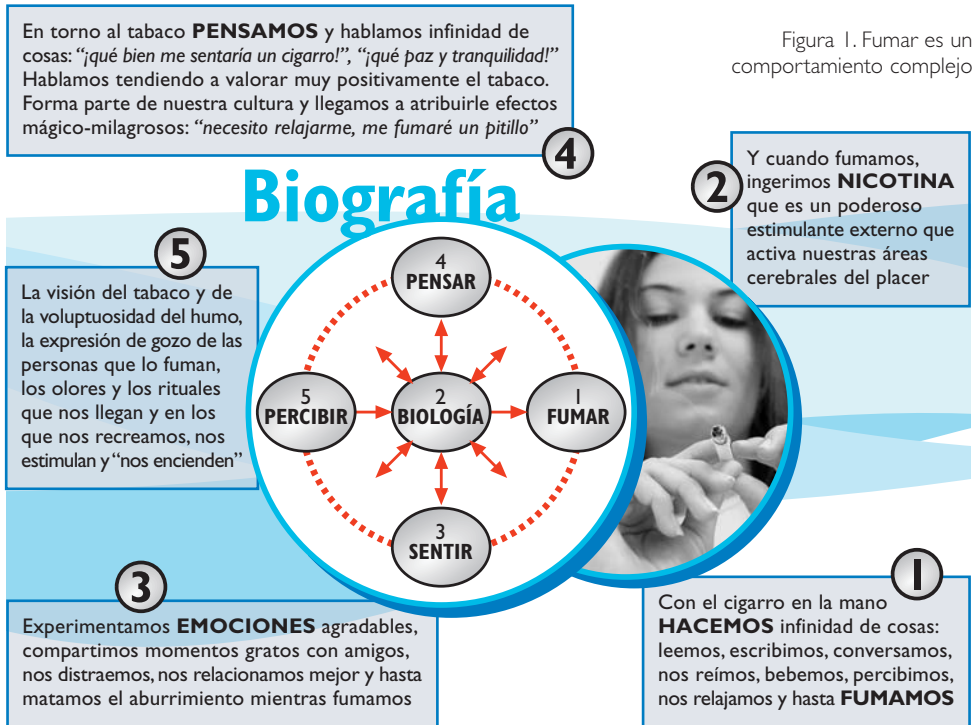 En torno al tabaco PENSAMOS y hablamos infinidad de
cosas: “¡qué bien me sentaría un cigarro!”, “¡qué paz y tranquilidad!”
Hablamos tendiendo a valorar muy positivamente el tabaco.
Forma parte de nuestra cultura y llegamos a atribuirle efectos
mágico-milagrosos: “necesito relajarme, me fumaré un pitillo”
4
Figura 1. Fumar es un
comportamiento complejo
2
Y cuando fumamos,
ingerimos NICOTINA
que es un poderoso
estimulante externo que
activa nuestras áreas
cerebrales del placer
Biografía
5
La visión del tabaco y de
la voluptuosidad del humo,
la expresión de gozo de las
personas que lo fuman,
los olores y los rituales
que nos llegan y en los
que nos recreamos, nos
estimulan y “nos encienden”
4
PENSAR
5
PERCIBIR
2
BIOLOGÍA
1
FUMAR
3
SENTIR
3
Experimentamos EMOCIONES agradables,
compartimos momentos gratos con amigos,
nos distraemos, nos relacionamos mejor y hasta
matamos el aburrimiento mientras fumamos
1
Con el cigarro en la mano
HACEMOS infinidad de cosas:
leemos, escribimos, conversamos,
nos reímos, bebemos, percibimos,
nos relajamos y hasta FUMAMOS